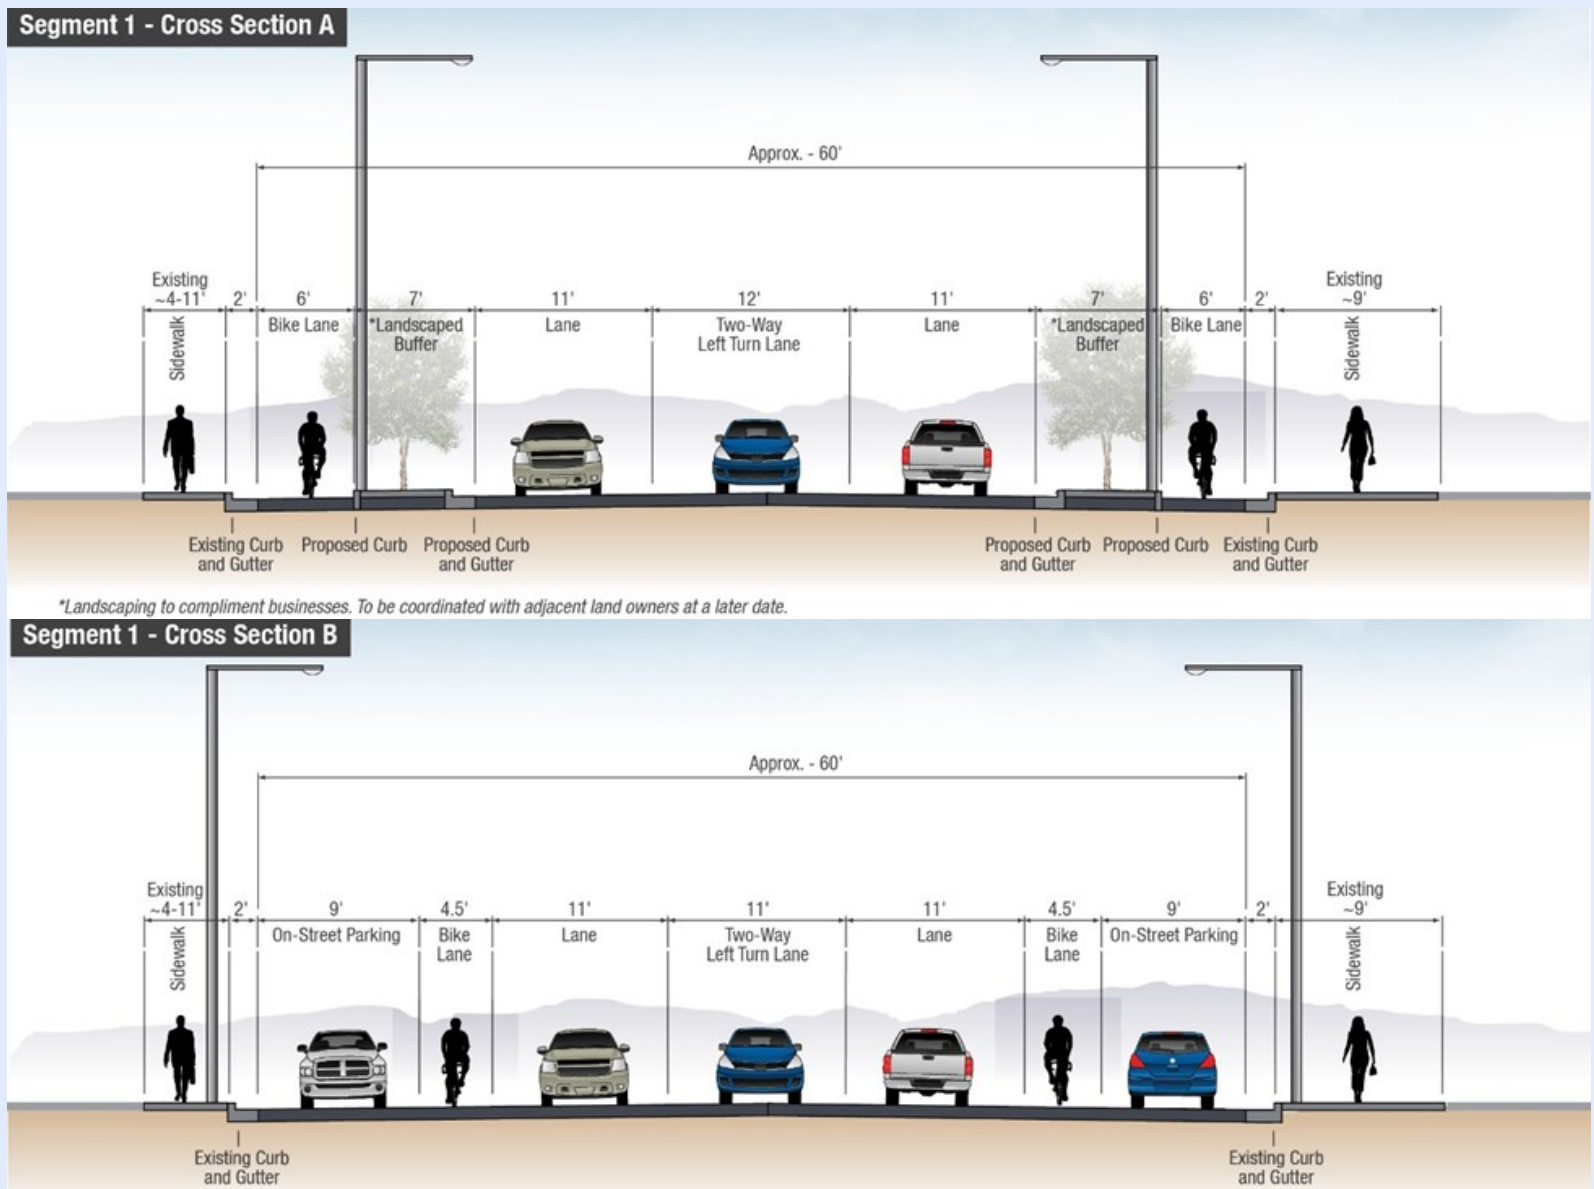 Segment 1 - Cross Section A
Approx. - 60'
Existing
~4-11'
2'
6'
7'
11'
12'
11'
7'
6'
2'
Existing
~9'
Sidewalk
Bike Lane
*Landscaped
Buffer
Lane
Two-Way
Left Turn Lane
Lane
*Landscaped
Buffer
Bike Lane
Sidewalk
Existing Curb
and Gutter
Proposed Curb
Proposed Curb
and Gutter
Proposed Curb
and Gutter
Proposed Curb
Existing Curb
and Gutter
*Landscaping to compliment businesses. To be coordinated with adjacent land owners at a later date.
Segment 1 - Cross Section B
Approx. - 60'
Existing
~4-11'
2'
9'
4.5'
11'
11'
11'
4.5'
9'
2'
Existing
~9'
Sidewalk
On-Street Parking
Bike
Lane
Lane
Two-Way
Left Turn Lane
Lane
Bike
Lane
On-Street Parking
Sidewalk
Existing Curb
and Gutter
Existing Curb
and Gutter